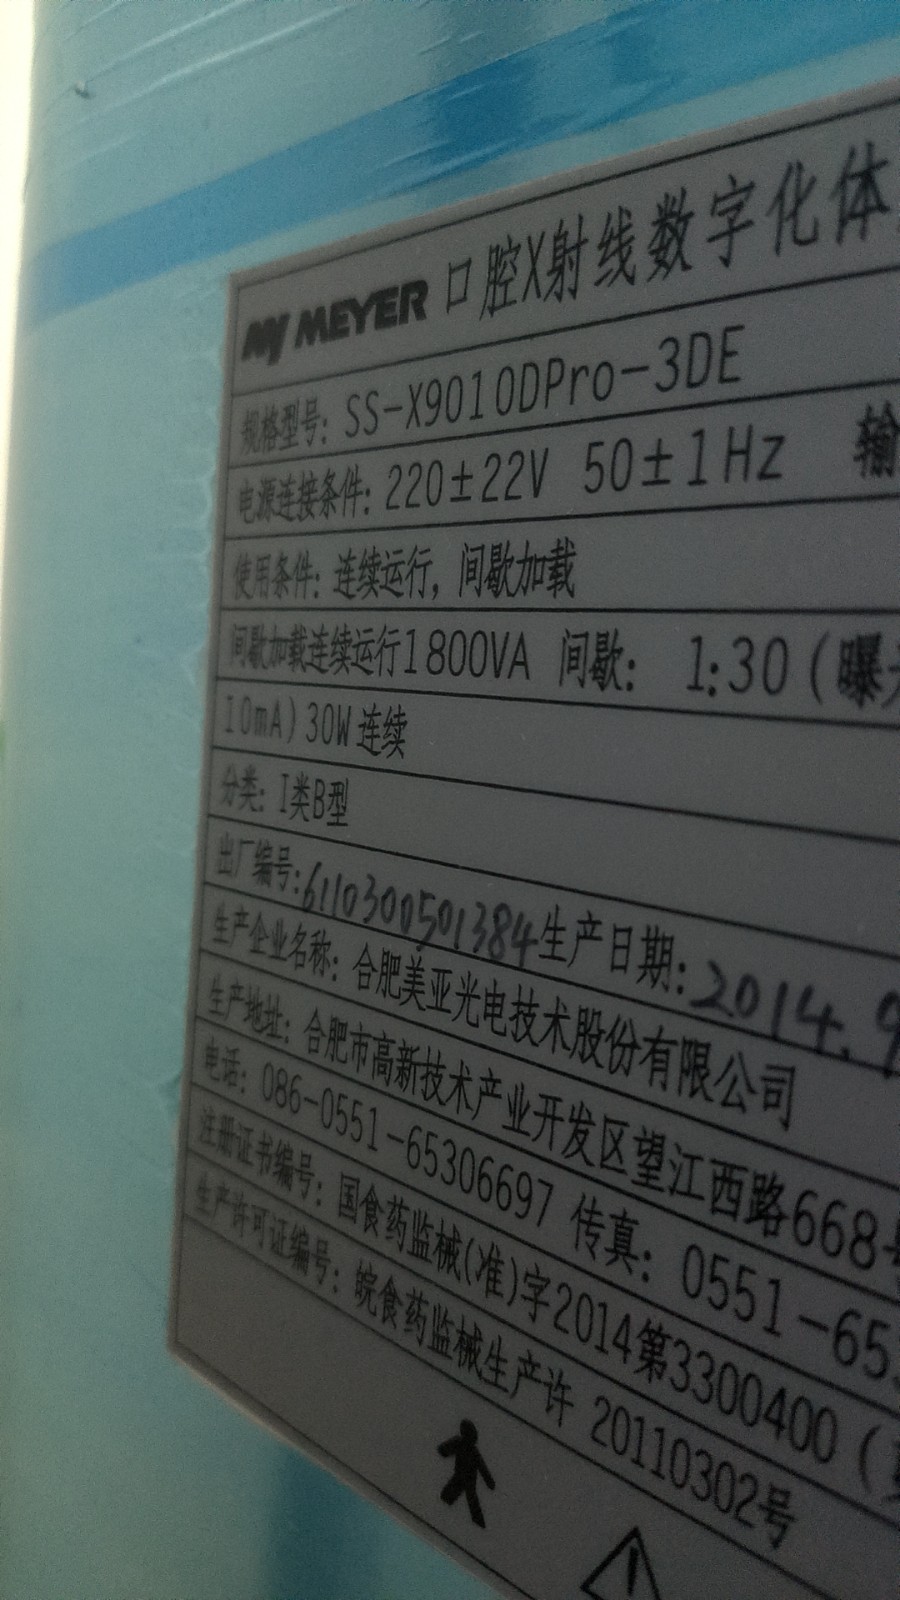 MEYER 口腔X射线数字化体
规格型号: SS-X9010DPro-3DE
电源连接条件: 220±22V 50±1Hz 输
使用条件: 连续运行, 间歇加载
间歇加载连续运行1800VA 间歇: 1:30(曝光
10mA)30W 连续
分类: I类B型
出厂编号: 6110300501384 生产日期: 2014.9
生产企业名称: 合肥美亚光电技术股份有限公司
生产地址: 合肥市高新技术产业开发区望江西路668号
电话: 086-0551-65306697 传真: 0551-653
注册证书编号: 国食药监械(准)字2014第3300400(
生产许可证编号: 皖食药监械生产许 20110302号